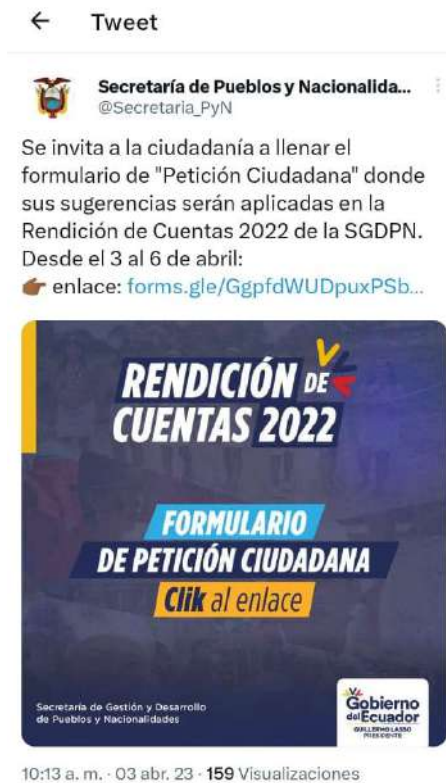 Tweet
Secretaría de Pueblos y Nacionalida...
@Secretaria_PyN
Se invita a la ciudadanía a llenar el
formulario de "Petición Ciudadana" donde
sus sugerencias serán aplicadas en la
Rendición de Cuentas 2022 de la SGDPN.
Desde el 3 al 6 de abril:
👉🏾 enlace: forms.gle/GgpfdWUDpuxPSb...
RENDICIÓN DE
CUENTAS 2022
FORMULARIO
DE PETICIÓN CIUDADANA
Clik al enlace
Secretaría de Gestión y Desarrollo
de Pueblos y Nacionalidades
Gobierno
del Ecuador
GUILLERMO LASSO
PRESIDENTE
10:13 a. m. · 03 abr. 23 · 159 Visualizaciones